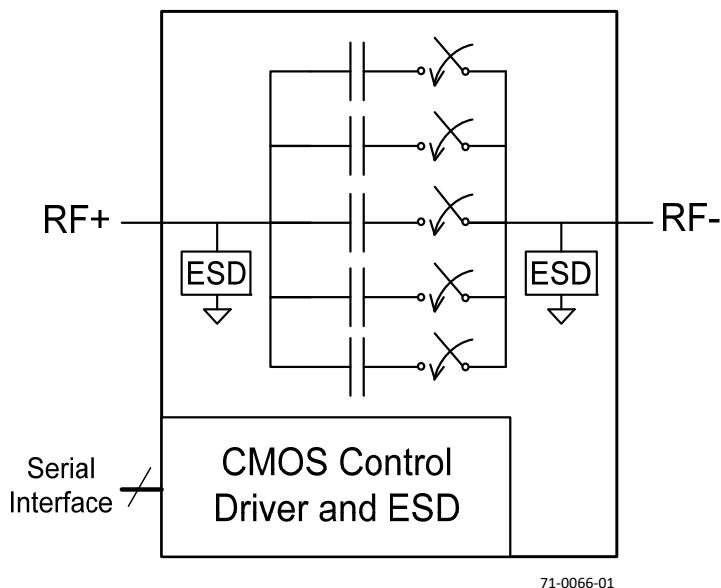 RF+
RF-
ESD
ESD
CMOS Control
Driver and ESD
Serial
Interface
71-0066-01